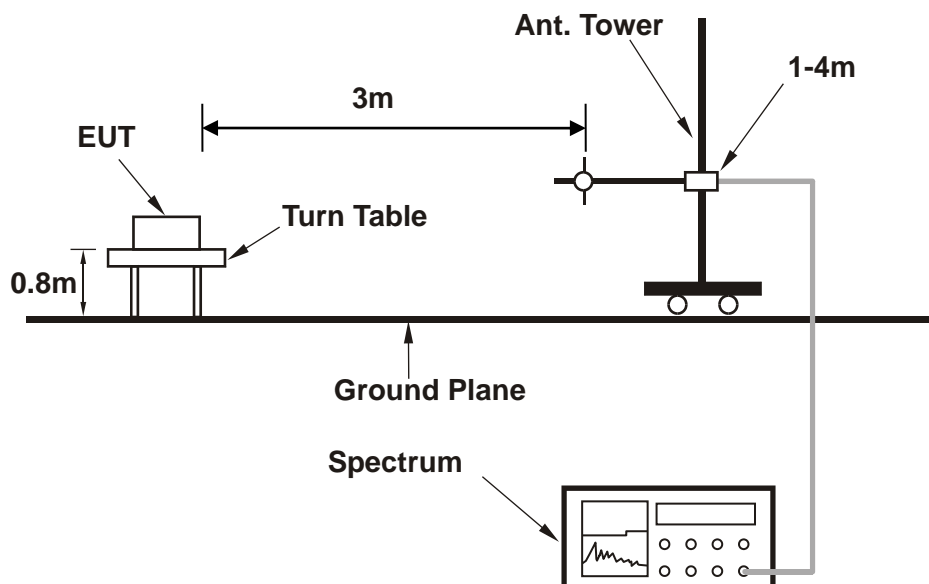 Ant. Tower
1-4m
3m
EUT
Turn Table
0.8m
Ground Plane
Spectrum